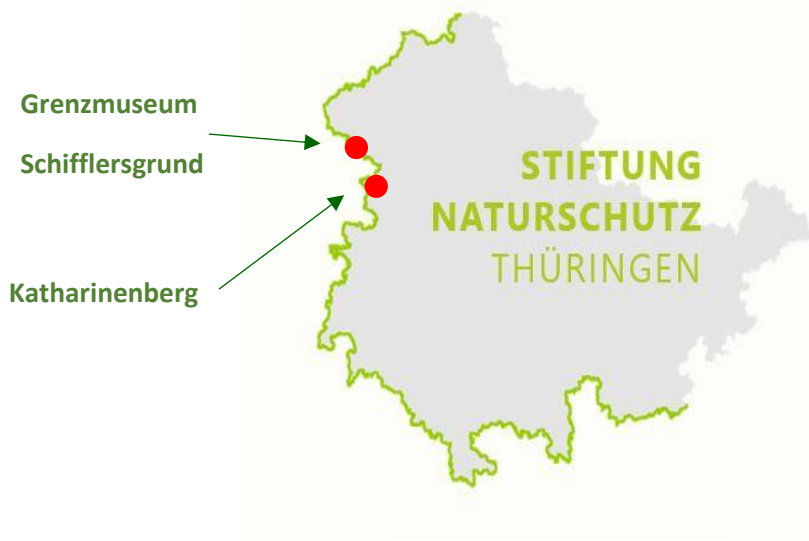 Grenzmuseum
Schifflersgrund
Katharinenberg
STIFTUNG
NATURSCHUTZ
THÜRINGEN